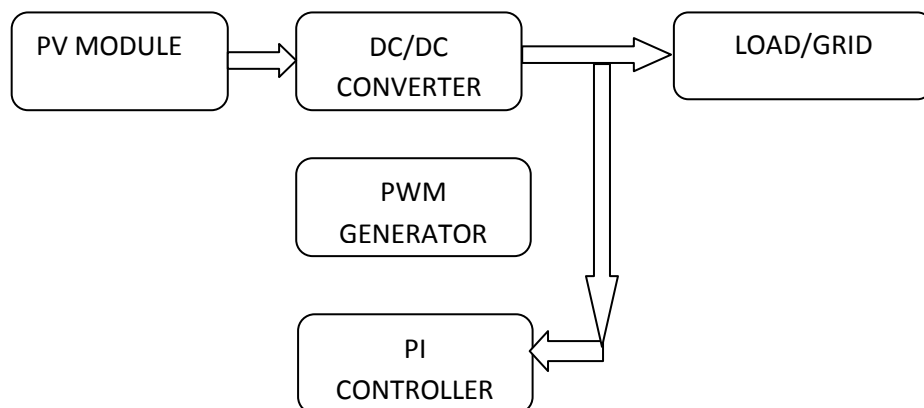 PV MODULE
DC/DC
CONVERTER
LOAD/GRID
PWM
GENERATOR
PI
CONTROLLER